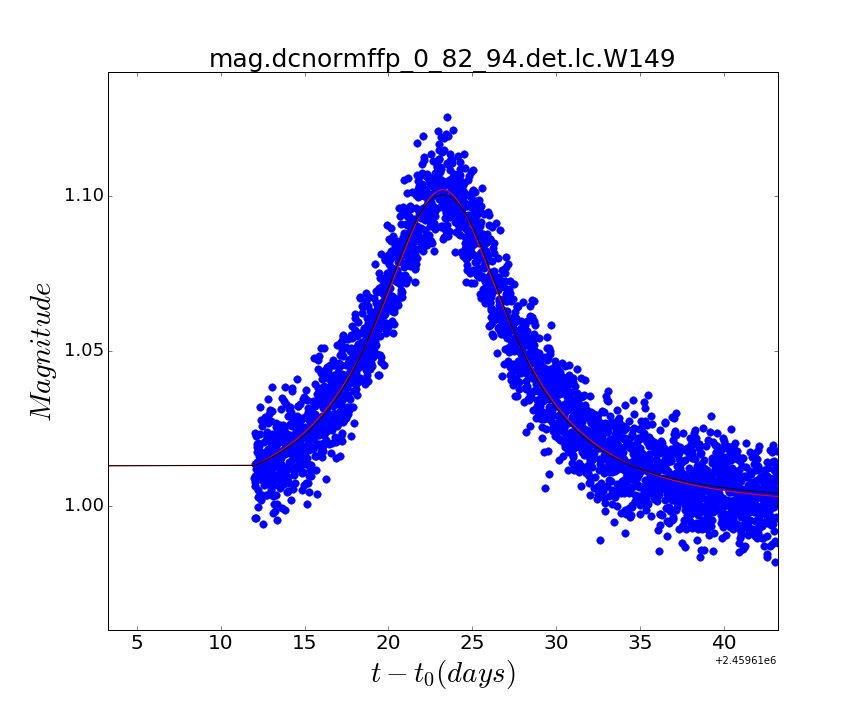 mag.dcnormffp_0_82_94.det.lc.W149
Magnitude
1.10
1.05
1.00
5 10 15 20 25 30 35 40
+2.45961e6
t − t₀(days)